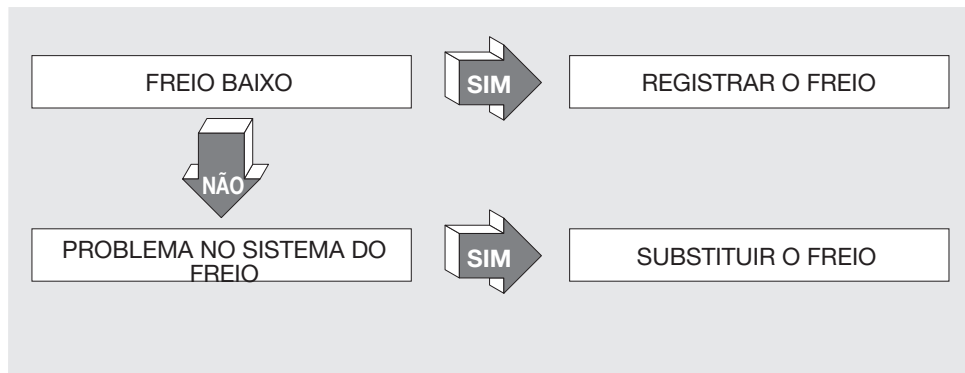 FREIO BAIXO
SIM
REGISTRAR O FREIO
NÃO
PROBLEMA NO SISTEMA DO
FREIO
SIM
SUBSTITUIR O FREIO